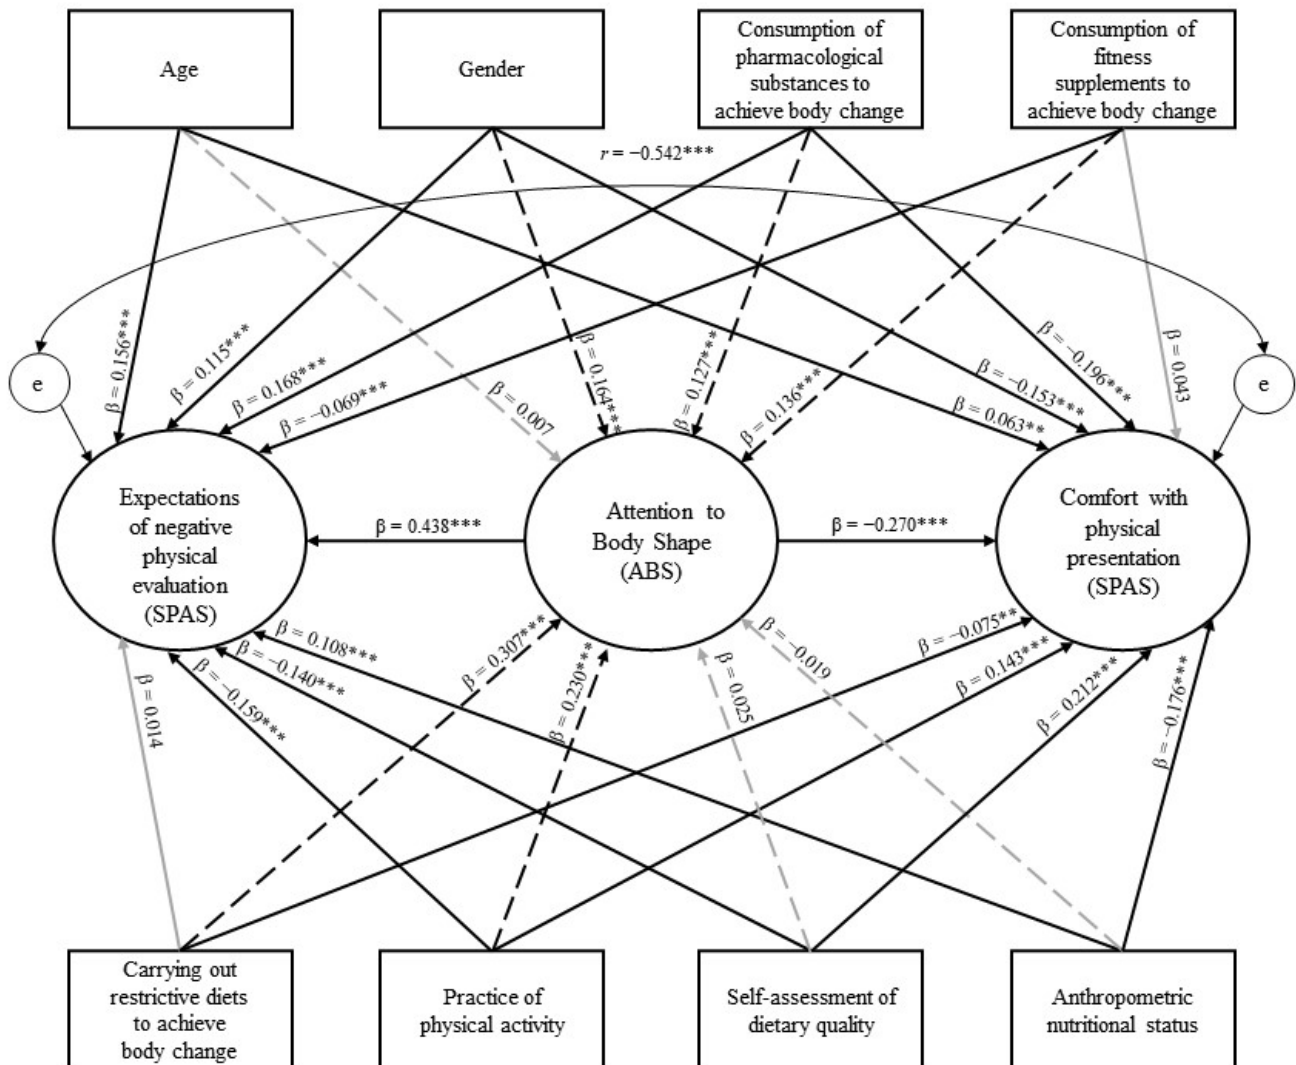 Age
Gender
Consumption of
pharmacological
substances to
achieve body change
Consumption of
fitness
supplements to
achieve body change
r = −0.542***
e
e
β = 0.156***
β = 0.115***
β = 0.168***
β = −0.069***
β = 0.007
β = 0.164***
β = 0.127***
β = 0.136***
β = 0.063**
β = −0.153***
β = −0.196***
β = 0.043
Expectations
of negative
physical
evaluation
(SPAS)
β = 0.438***
Attention to
Body Shape
(ABS)
β = −0.270***
Comfort with
physical
presentation
(SPAS)
β = 0.014
β = −0.159***
β = −0.140***
β = 0.108***
β = 0.307***
β = 0.230***
β = 0.025
β = −0.019
β = −0.075**
β = 0.143***
β = 0.212***
β = −0.176***
Carrying out
restrictive diets
to achieve
body change
Practice of
physical activity
Self-assessment of
dietary quality
Anthropometric
nutritional status